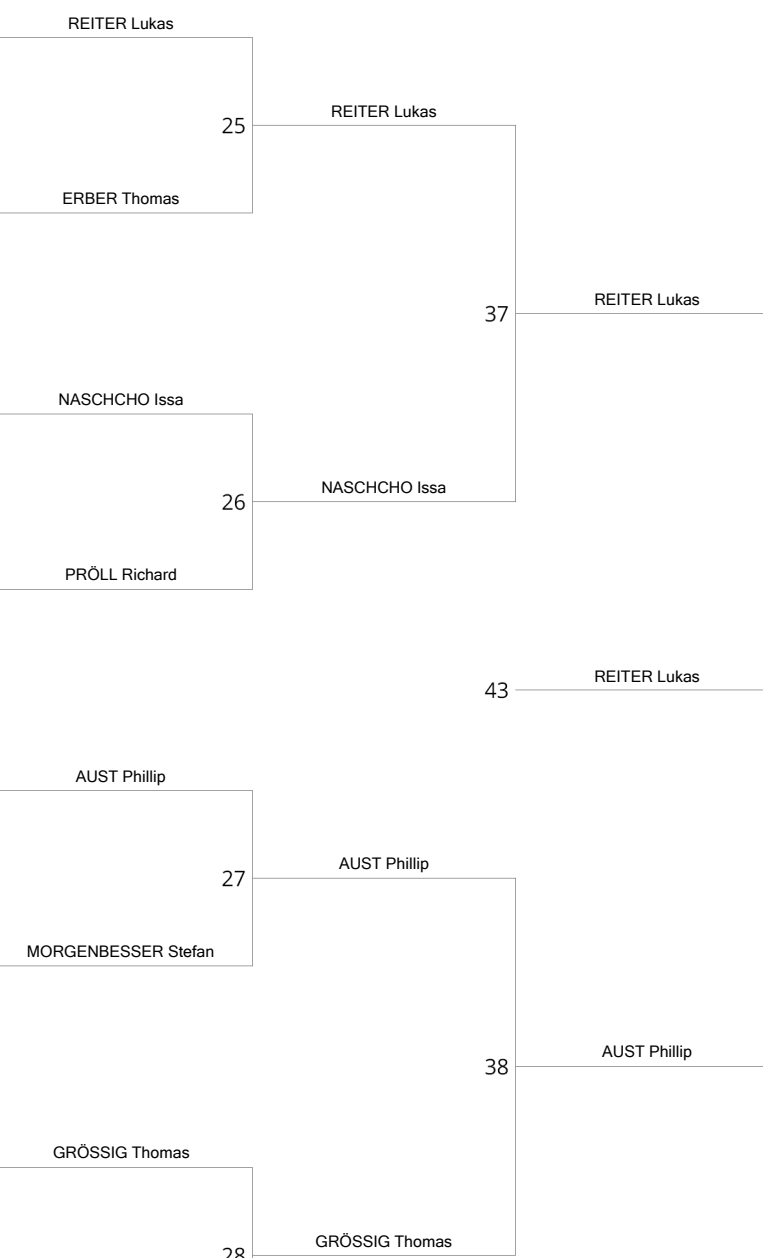 REITER Lukas
REITER Lukas
25
ERBER Thomas
REITER Lukas
37
NASCHCHO Issa
NASCHCHO Issa
26
PRÖLL Richard
REITER Lukas
43
AUST Phillip
AUST Phillip
27
MORGENBESSER Stefan
AUST Phillip
38
GRÖSSIG Thomas
GRÖSSIG Thomas
28